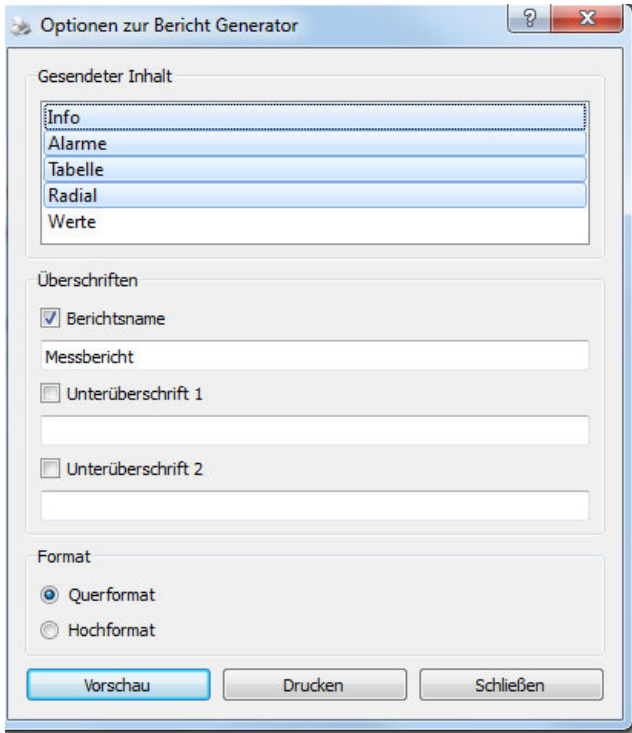 Optionen zur Bericht Generator
Gesendeter Inhalt
Info
Alarme
Tabelle
Radial
Werte
Überschriften
Berichtsname
Messbericht
Unterüberschrift 1
Unterüberschrift 2
Format
Querformat
Hochformat
Vorschau Drucken Schließen